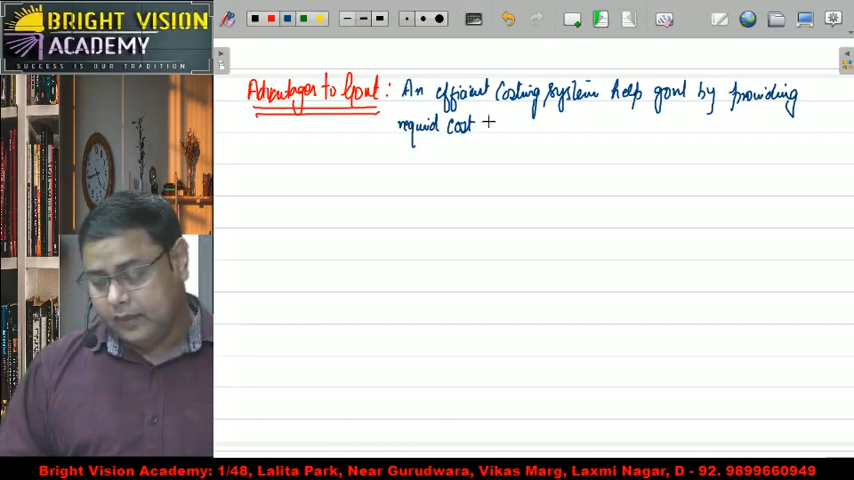 BRIGHT VISION
ACADEMY
SUCCESS IS OUR TRADITION
Advantages to Govt : An efficient Costing system help govt by providing
requid Cost +
Bright Vision Academy: 1/48, Lalita Park, Near Gurudwara, Vikas Marg, Laxmi Nagar, D - 92. 9899660949